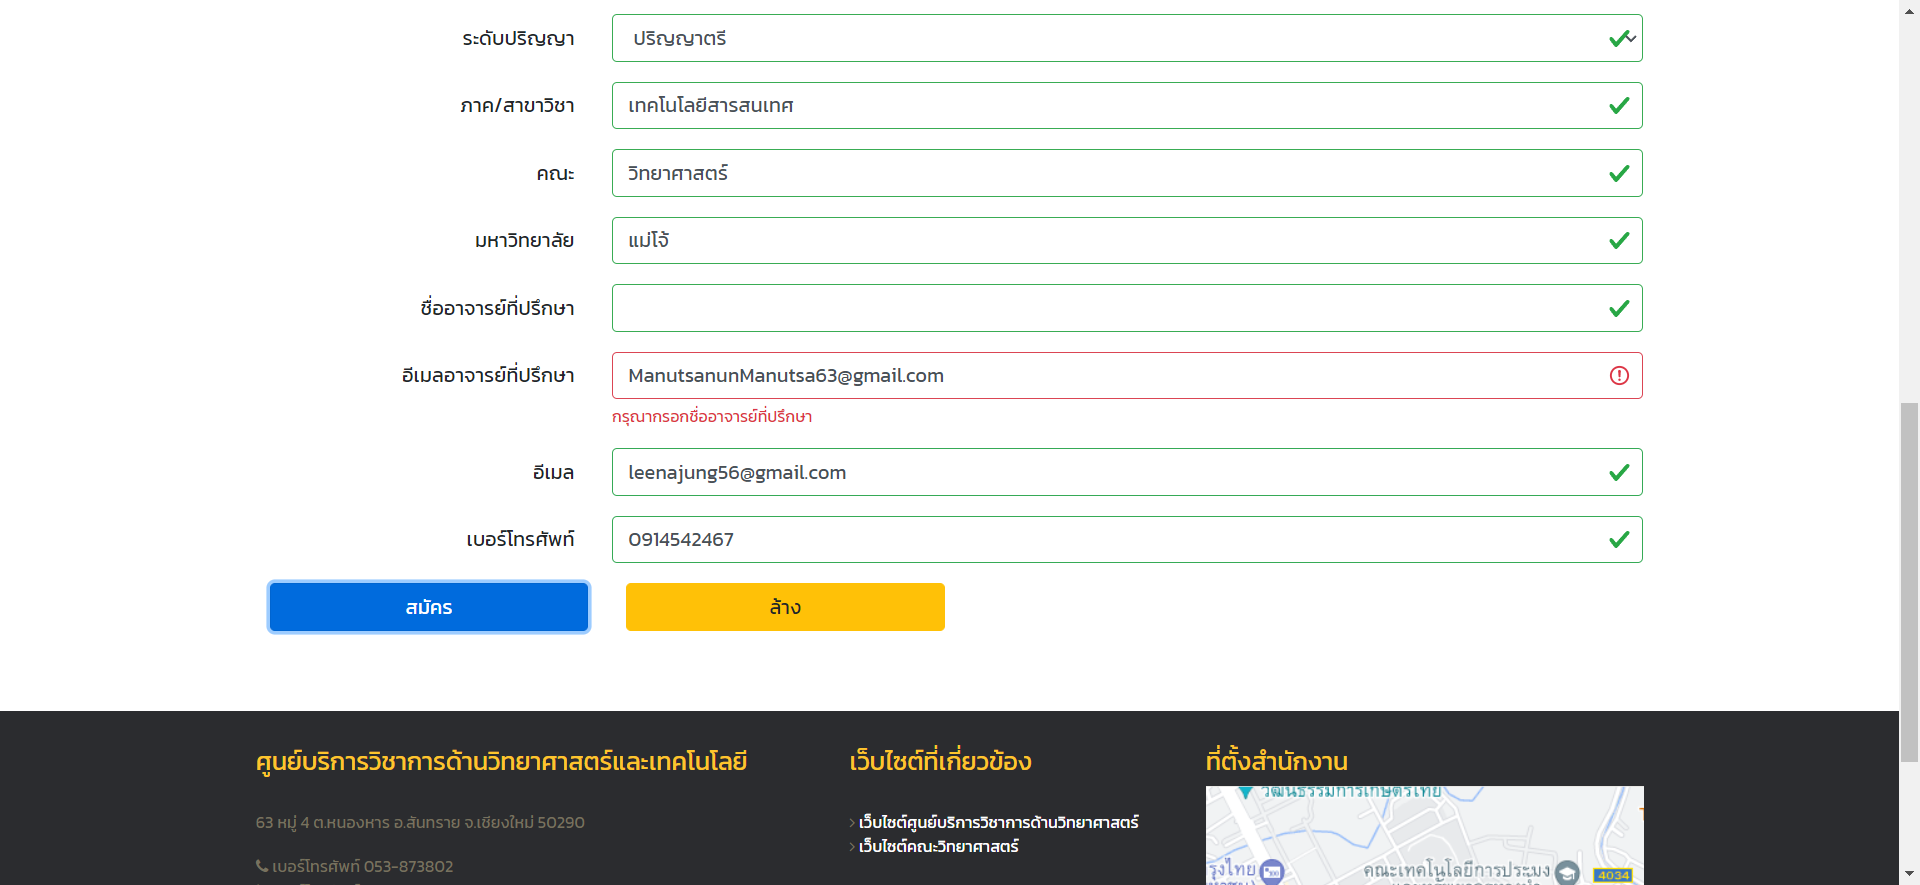 ระดับปริญญา
ปริญญาตรี
ภาค/สาขาวิชา
เทคโนโลยีสารสนเทศ
คณะ
วิทยาศาสตร์
มหาวิทยาลัย
แม่โจ้
ชื่ออาจารย์ที่ปรึกษา
อีเมลอาจารย์ที่ปรึกษา
ManutsanunManutsa63@gmail.com
กรุณากรอกชื่ออาจารย์ที่ปรึกษา
อีเมล
leenajung56@gmail.com
เบอร์โทรศัพท์
0914542467
สมัคร
ล้าง
ศูนย์บริการวิชาการด้านวิทยาศาสตร์และเทคโนโลยี
63 หมู่ 4 ต.หนองหาร อ.สันทราย จ.เชียงใหม่ 50290
เบอร์โทรศัพท์ 053-873802
เว็บไซต์ที่เกี่ยวข้อง
เว็บไซต์ศูนย์บริการวิชาการด้านวิทยาศาสตร์
เว็บไซต์คณะวิทยาศาสตร์
ที่ตั้งสำนักงาน
วัฒนธรรมการเกษตรไทย
รุงไทย
คณะเทคโนโลยีการประมง
4034